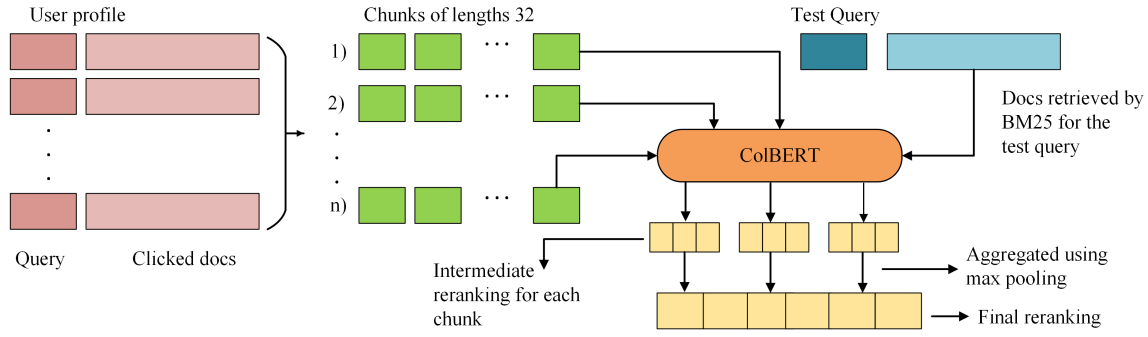 User profile
Chunks of lengths 32
Test Query
1)
...
2)
...
n)
...
ColBERT
Docs retrieved by
BM25 for the
test query
Query
Clicked docs
Intermediate
reranking for each
chunk
Aggregated using
max pooling
Final reranking